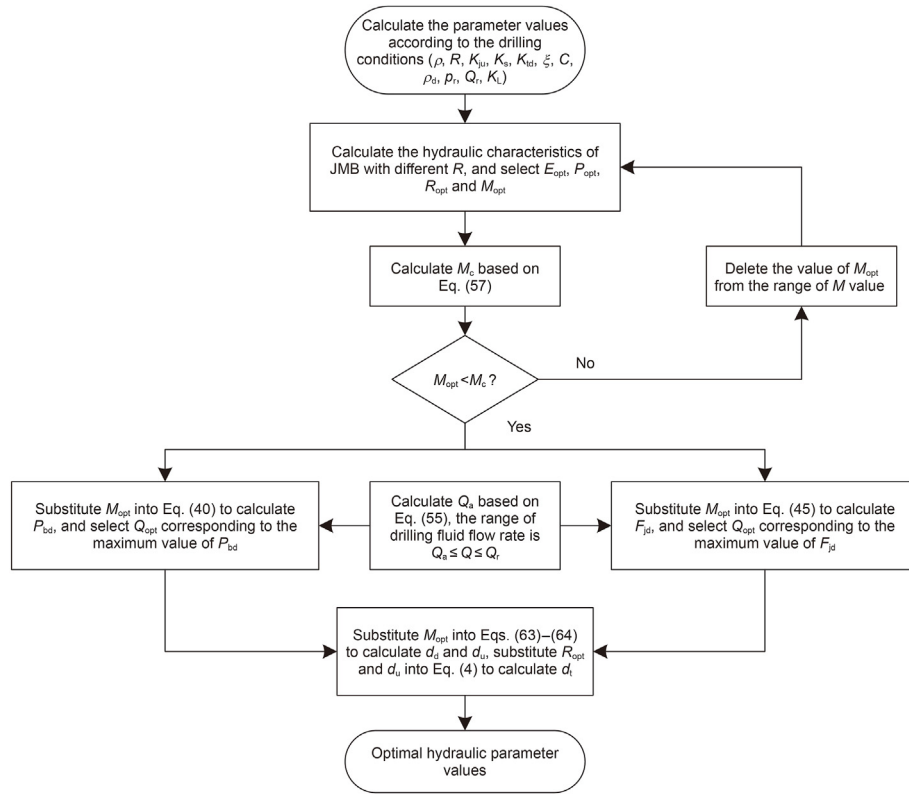 Calculate the parameter values
according to the drilling
conditions (ρ, R, Kju, Ks, Ktd, ξ, C,
ρd, pr, Qr, KL)
Calculate the hydraulic characteristics of
JMB with different R, and select Eopt, Popt,
Ropt and Mopt
Calculate Mc based on
Eq. (57)
Delete the value of Mopt
from the range of M value
Mopt<Mc?
No
Yes
Substitute Mopt into Eq. (40) to calculate
Pbd, and select Qopt corresponding to the
maximum value of Pbd
Calculate Qa based on
Eq. (55), the range of
drilling fluid flow rate is
Qa ≤ Q ≤ Qr
Substitute Mopt into Eq. (45) to calculate
Fjd, and select Qopt corresponding to the
maximum value of Fjd
Substitute Mopt into Eqs. (63)–(64)
to calculate dd and du, substitute Ropt
and du into Eq. (4) to calculate dt
Optimal hydraulic parameter
values